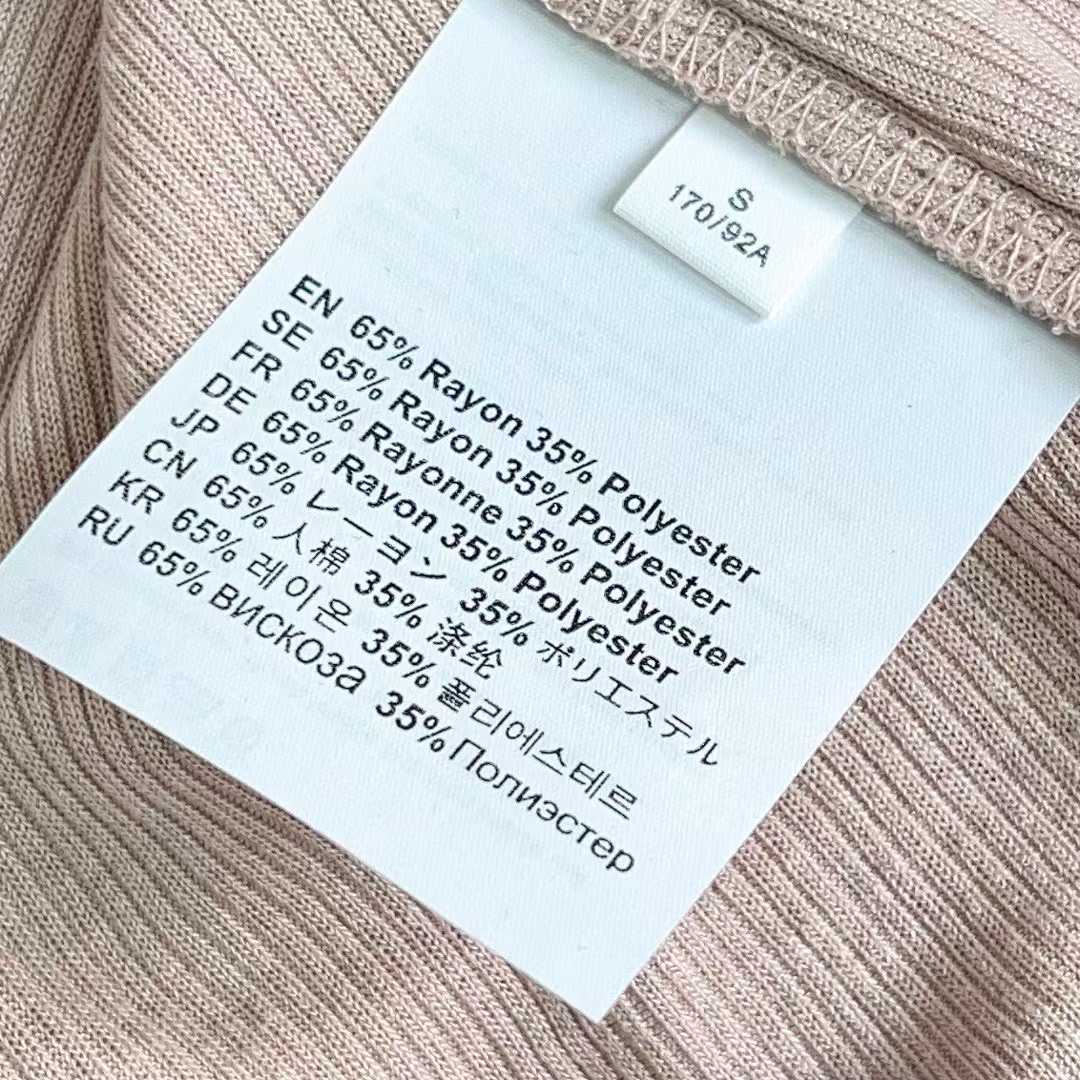 S
170/92A
EN 65% Rayon 35% Polyester
SE 65% Rayon 35% Polyester
FR 65% Rayonne 35% Polyester
DE 65% Rayon 35% Polyester
JP 65% レーヨン 35% ポリエステル
CN 65% 人棉 35% 涤纶
KR 65% 레이온 35% 폴리에스테르
RU 65% ВИСКОЗа 35% Полиэстер